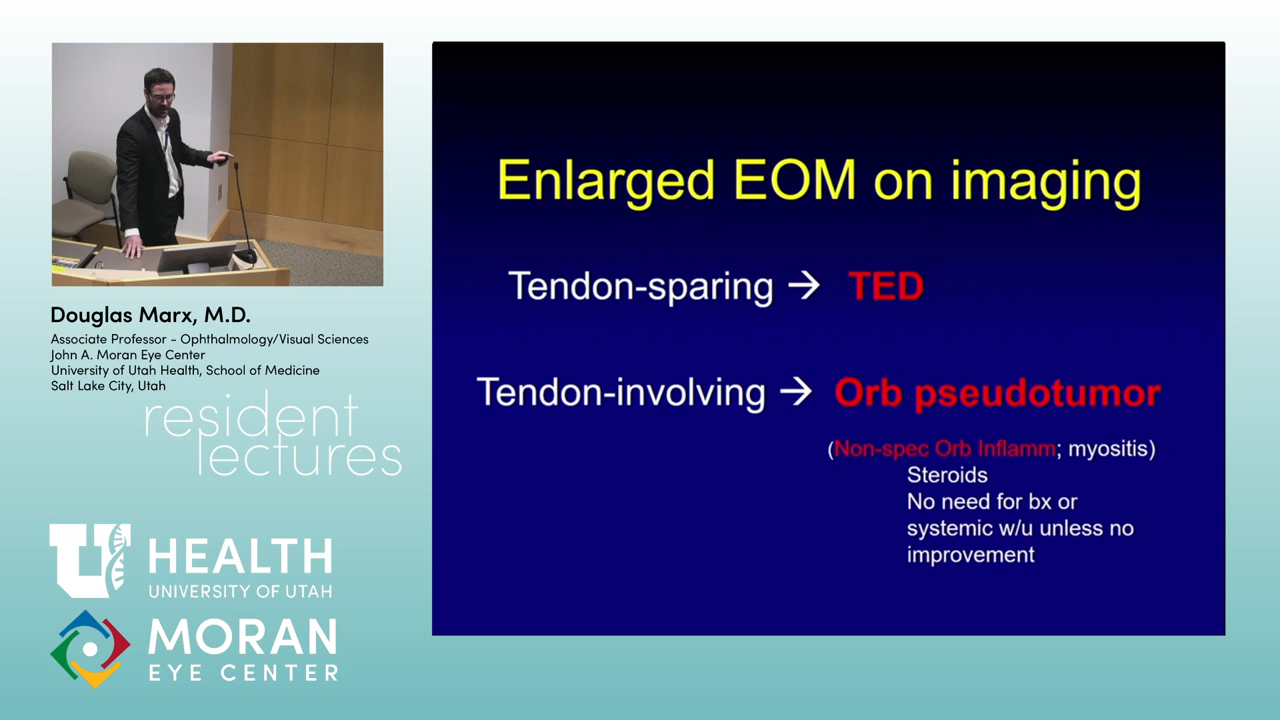 Enlarged EOM on imaging
Tendon-sparing → TED
Tendon-involving → Orb pseudotumor
(Non-spec Orb Inflamm; myositis)
Steroids
No need for bx or
systemic w/u unless no
improvement
Douglas Marx, M.D.
Associate Professor - Ophthalmology/Visual Sciences
John A. Moran Eye Center
University of Utah Health, School of Medicine
Salt Lake City, Utah
resident
lectures
U HEALTH
UNIVERSITY OF UTAH
MORAN
EYE CENTER